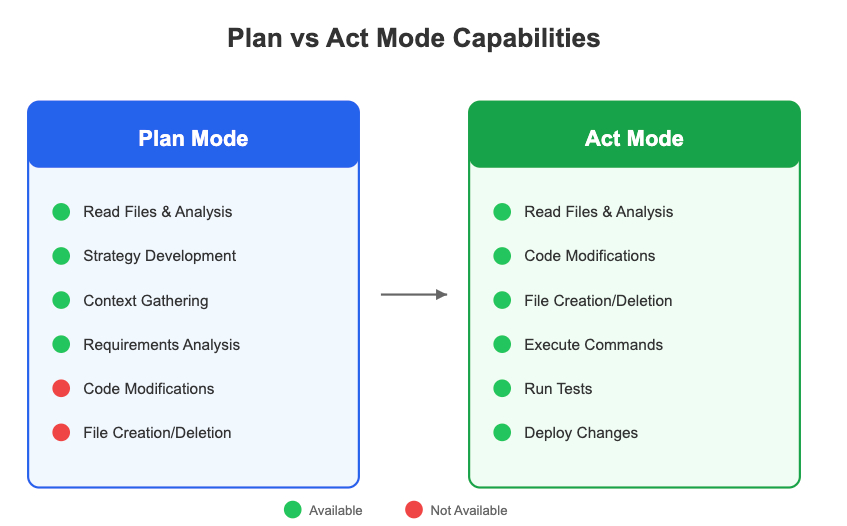 Plan vs Act Mode Capabilities
Plan Mode
Read Files & Analysis
Strategy Development
Context Gathering
Requirements Analysis
Code Modifications
File Creation/Deletion
Act Mode
Read Files & Analysis
Code Modifications
File Creation/Deletion
Execute Commands
Run Tests
Deploy Changes
Available
Not Available